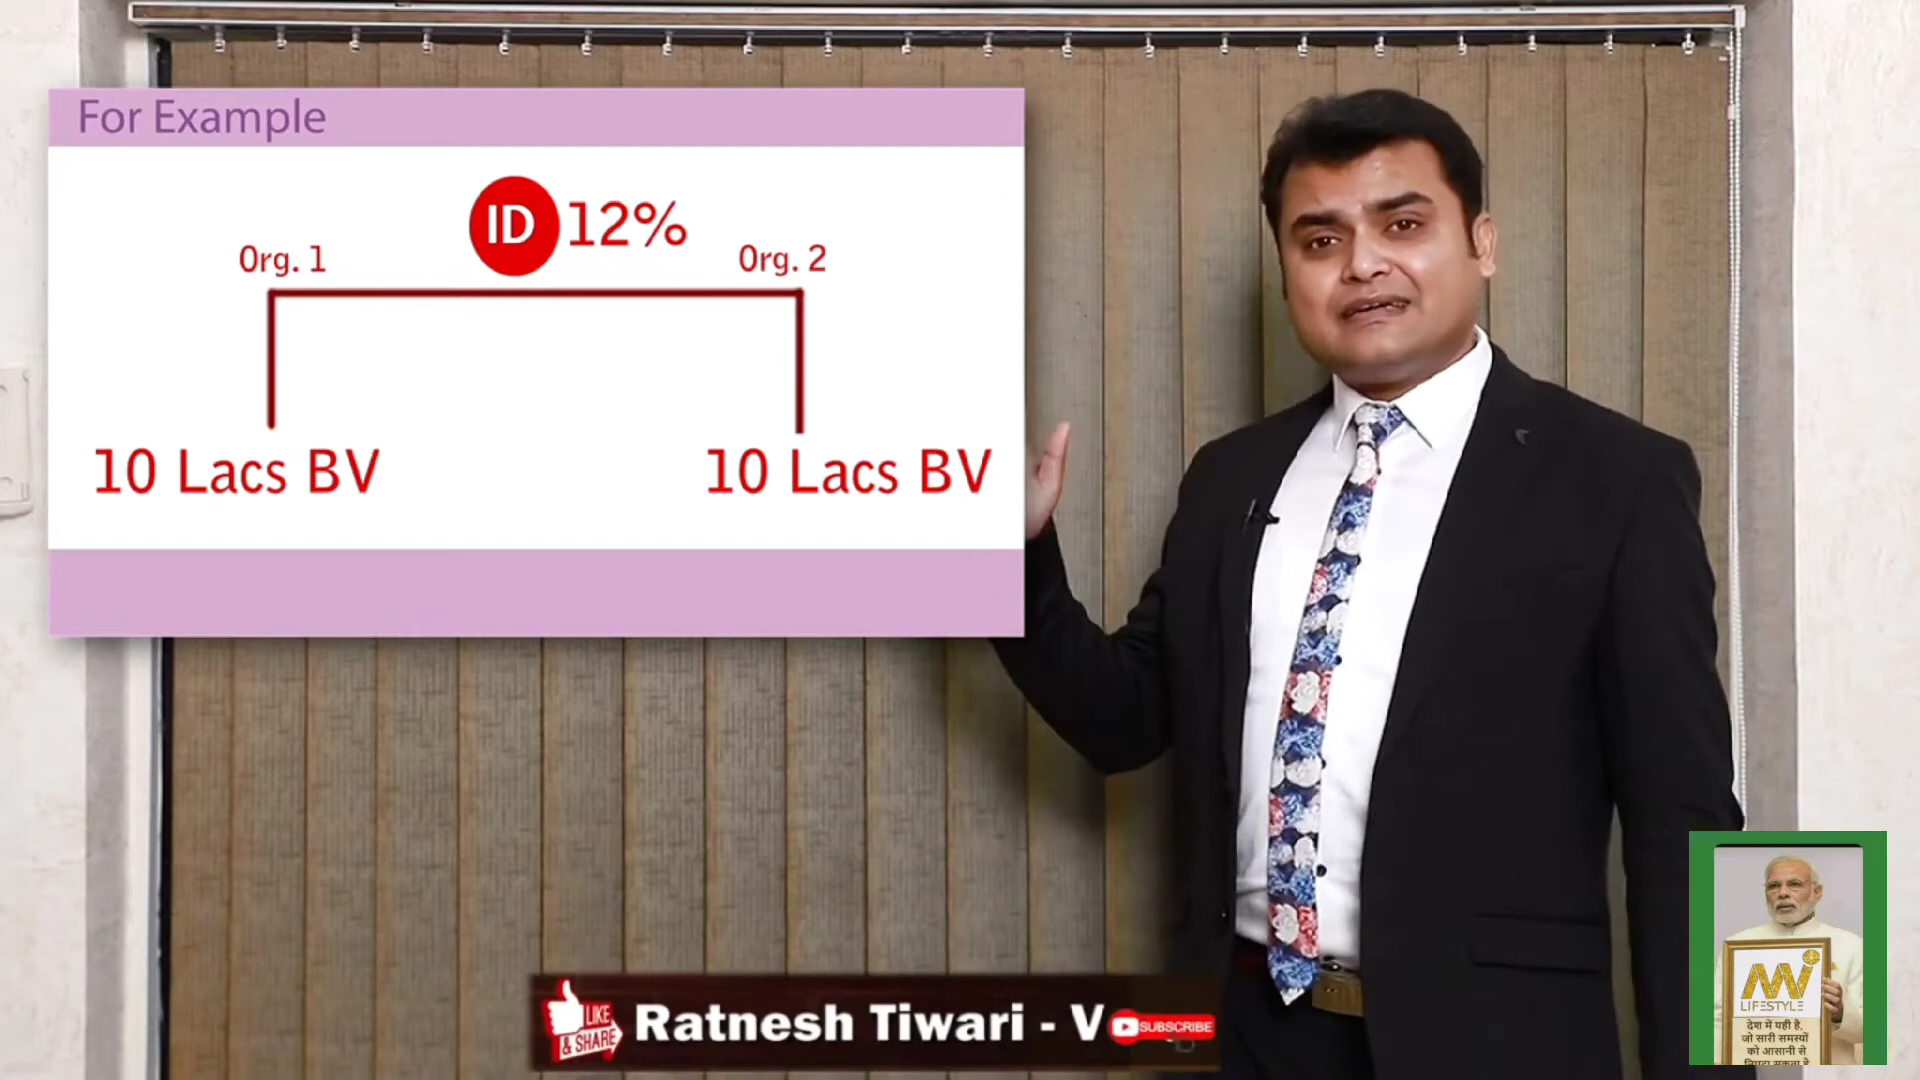 For Example
ID 12%
Org. 1
Org. 2
10 Lacs BV
10 Lacs BV
LIKE
& SHARE
Ratnesh Tiwari - V
SUBSCRIBE
LIFESTYLE
देश में यही है,
जो सारी समस्यों
को आसानी से